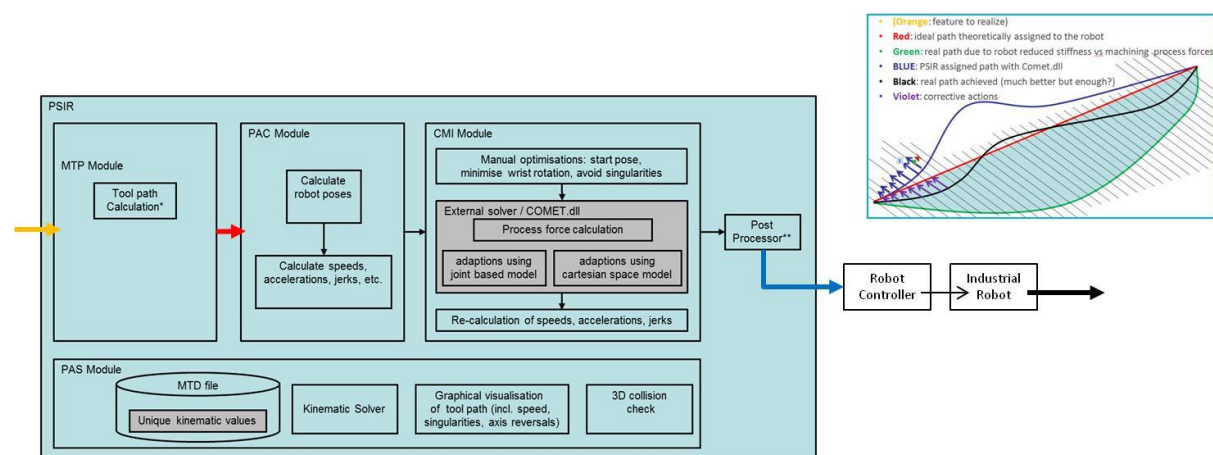 PSIR
MTP Module
Tool path
Calculation*
PAC Module
Calculate
robot poses
Calculate speeds,
accelerations, jerks, etc.
CMI Module
Manual optimisations: start pose,
minimise wrist rotation, avoid singularities
External solver / COMET.dll
Process force calculation
adaptions using
joint based model
adaptions using
cartesian space model
Re-calculation of speeds, accelerations, jerks
Post
Processor**
Robot
Controller
Industrial
Robot
PAS Module
MTD file
Unique kinematic values
Kinematic Solver
Graphical visualisation
of tool path (incl. speed,
singularities, axis reversals)
3D collision
check
• (Orange: feature to realize)
• Red: ideal path theoretically assigned to the robot
• Green: real path due to robot reduced stiffness vs machining process forces
• BLUE: PSIR assigned path with Comet.dll
• Black: real path achieved (much better but enough?)
• Violet: corrective actions